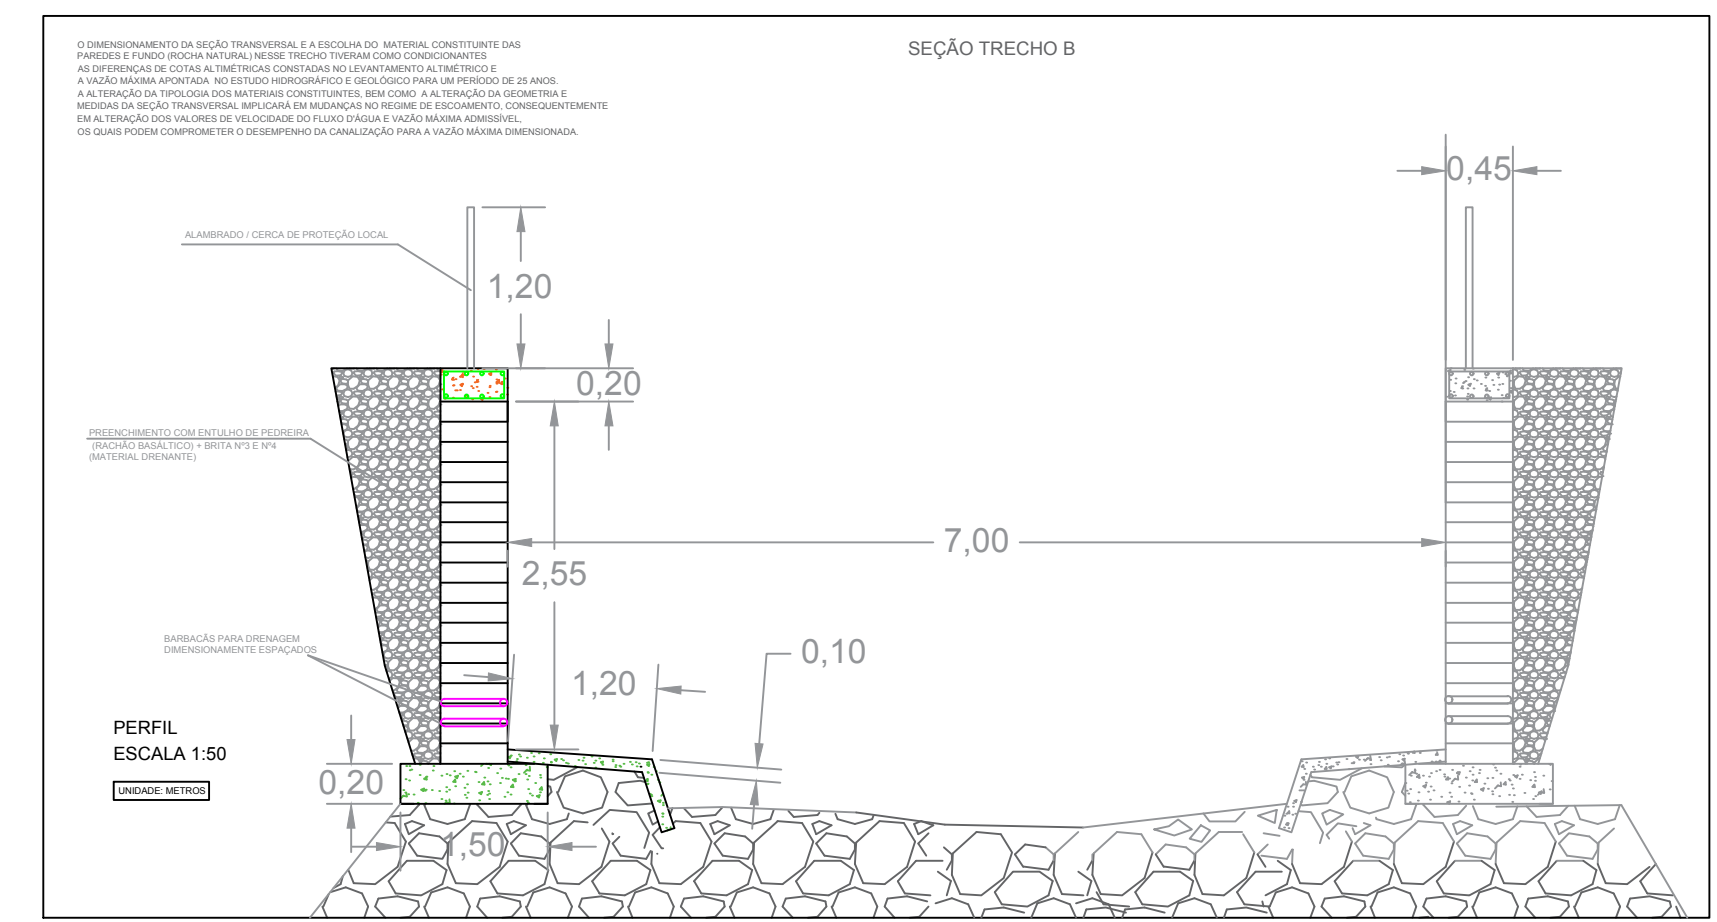 O DIMENSIONAMENTO DA SEÇÃO TRANSVERSAL E A ESCOLHA DO MATERIAL CONSTITUINTE DAS
PAREDES E FUNDO (ROCHA NATURAL) NESSE TRECHO TIVERAM COMO CONDICIONANTES
AS DIFERENÇAS DE COTAS ALTIMÉTRICAS CONSTADAS NO LEVANTAMENTO ALTIMÉTRICO E
A VAZÃO MÁXIMA APONTADA NO ESTUDO HIDROGRÁFICO E GEOLÓGICO PARA UM PERÍODO DE 25 ANOS.
A ALTERAÇÃO DA TIPOLOGIA DOS MATERIAIS CONSTITUINTES, BEM COMO A ALTERAÇÃO DA GEOMETRIA E
MEDIDAS DA SEÇÃO TRANSVERSAL IMPLICARÁ EM MUDANÇAS NO REGIME DE ESCOAMENTO, CONSEQUENTEMENTE
EM ALTERAÇÃO DOS VALORES DE VELOCIDADE DO FLUXO D'ÁGUA E VAZÃO MÁXIMA ADMISSÍVEL,
OS QUAIS PODEM COMPROMETER O DESEMPENHO DA CANALIZAÇÃO PARA A VAZÃO MÁXIMA DIMENSIONADA.
SEÇÃO TRECHO B
0,45
ALAMBRADO / CERCA DE PROTEÇÃO LOCAL
1,20
0,20
PREENCHIMENTO COM ENTULHO DE PEDREIRA
(RACHÃO BASÁLTICO) + BRITA Nº3 E Nº4
(MATERIAL DRENANTE)
7,00
2,55
BARBACÃS PARA DRENAGEM
DIMENSIONAMENTE ESPAÇADOS
0,10
1,20
PERFIL
ESCALA 1:50
UNIDADE: METROS
0,20
1,50